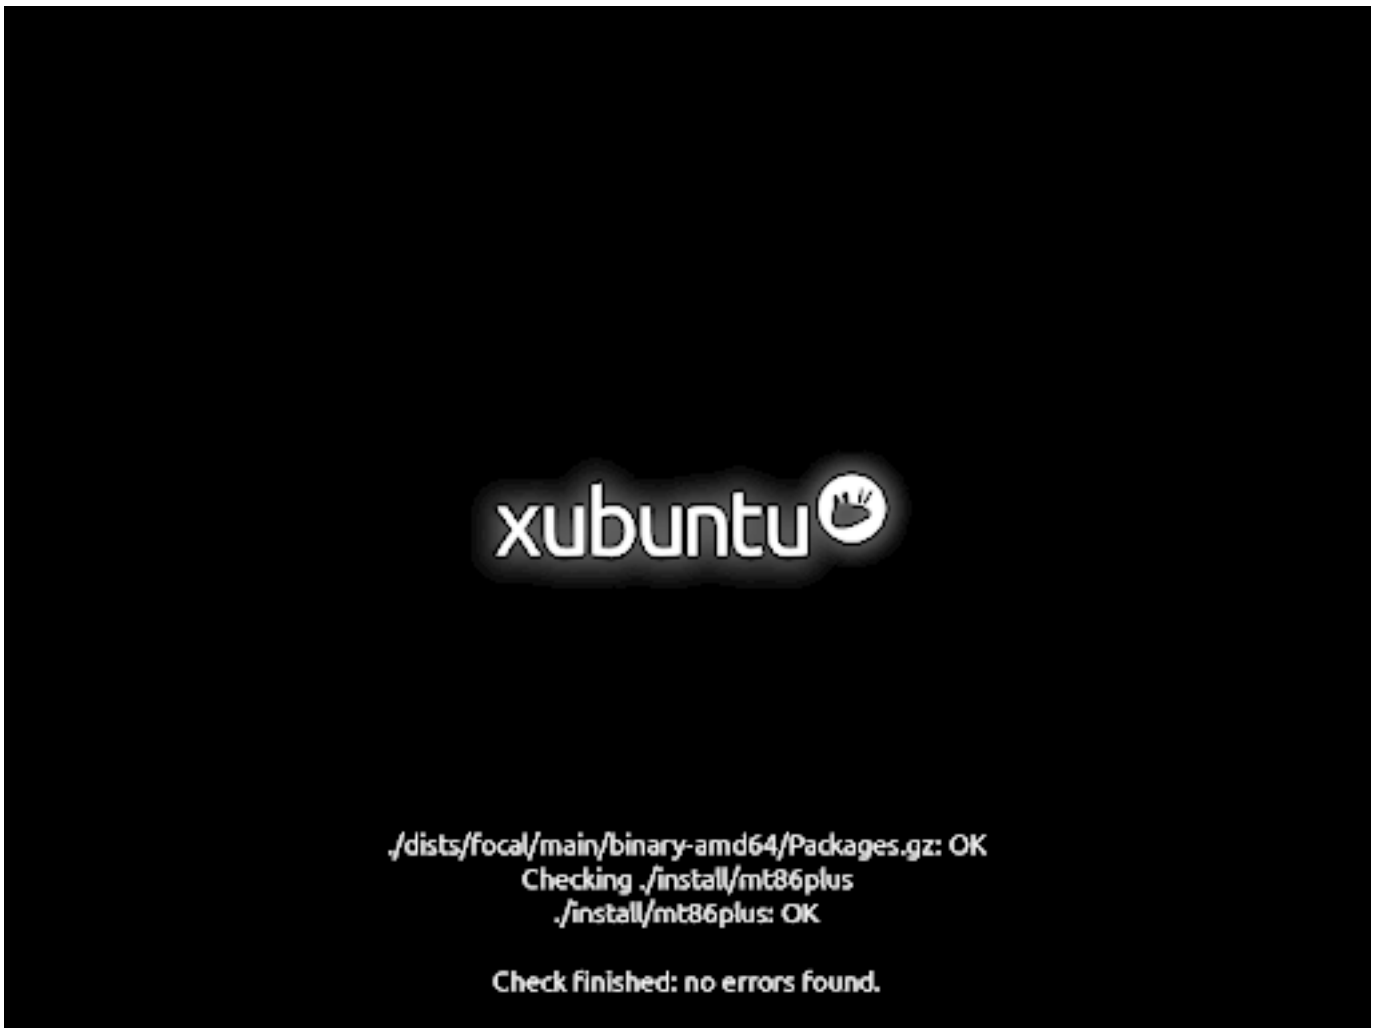 xubuntu
./dists/focal/main/binary-amd64/Packages.gz: OK
Checking ./install/mt86plus
./install/mt86plus: OK
Check finished: no errors found.